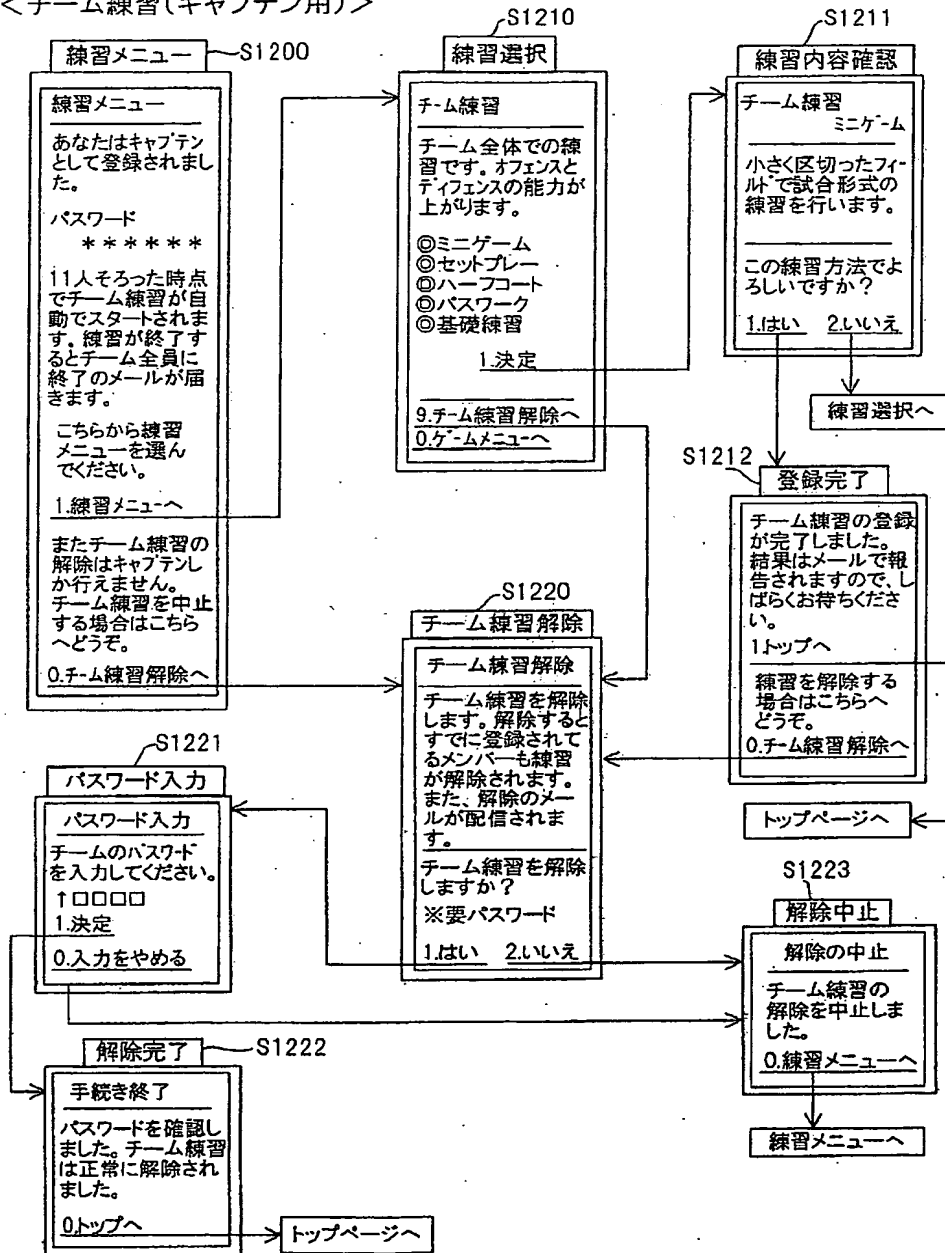 ＜チーム練習(キャプテン用)＞
S1200
練習メニュー
練習メニュー
あなたはキャプテン
として登録されまし
た。
パスワード
＊＊＊＊＊＊
11人そろった時点
でチーム練習が自
動でスタートされま
す。練習が終了す
るとチーム全員に
終了のメールが届
きます。
こちらから練習
メニューを選ん
でください。
1.練習メニューへ
またチーム練習の
解除はキャプテンし
か行えません。
チーム練習を中止
する場合はこちら
へどうぞ。
0.チーム練習解除へ
S1210
練習選択
チーム練習
チーム全体での練
習です。オフェンスと
ディフェンスの能力が
上がります。
◎ミニゲーム
◎セットプレー
◎ハーフコート
◎パスワーク
◎基礎練習
1.決定
9.チーム練習解除へ
0.ゲームメニューへ
S1211
練習内容確認
チーム練習
ミニゲーム
小さく区切ったフィー
ルドで試合形式の
練習を行います。
この練習方法でよ
ろしいですか？
1.はい 2.いいえ
練習選択へ
S1212
登録完了
チーム練習の登録
が完了しました。
結果はメールで報
告されますので、し
ばらくお待ちくださ
い。
1.トップへ
練習を解除する
場合はこちらへ
どうぞ。
0.チーム練習解除へ
トップページへ
S1220
チーム練習解除
チーム練習解除
チーム練習を解除
します。解除すると
すでに登録されて
るメンバーも練習
が解除されます。
また、解除のメー
ルが配信されま
す。
チーム練習を解除
しますか？
※要パスワード
1.はい 2.いいえ
S1221
パスワード入力
パスワード入力
チームのパスワード
を入力してください。
↑□□□□
1.決定
0.入力をやめる
S1222
解除完了
手続き終了
パスワードを確認し
ました。チーム練習
は正常に解除され
ました。
0.トップへ
トップページへ
S1223
解除中止
解除の中止
チーム練習の
解除を中止しま
した。
0.練習メニューへ
練習メニューへ